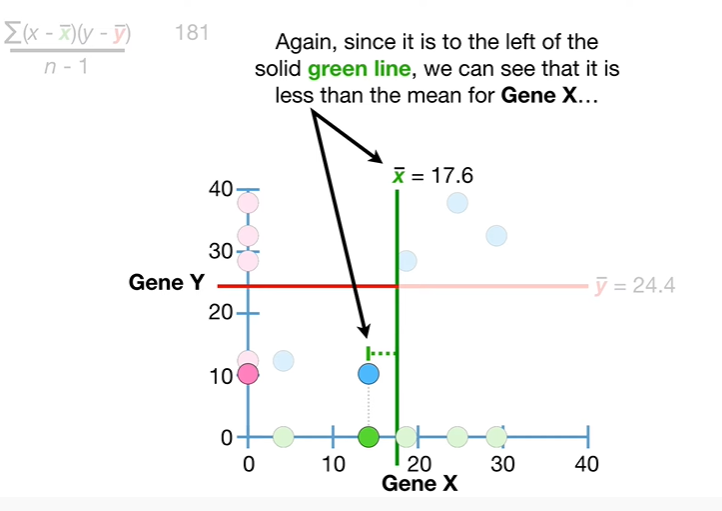 ∑(x - x̄)(y - ȳ) 181
n - 1
Again, since it is to the left of the
solid green line, we can see that it is
less than the mean for Gene X...
x̄ = 17.6
40
30
Gene Y
ȳ = 24.4
20
10
0
0 10 20 30 40
Gene X